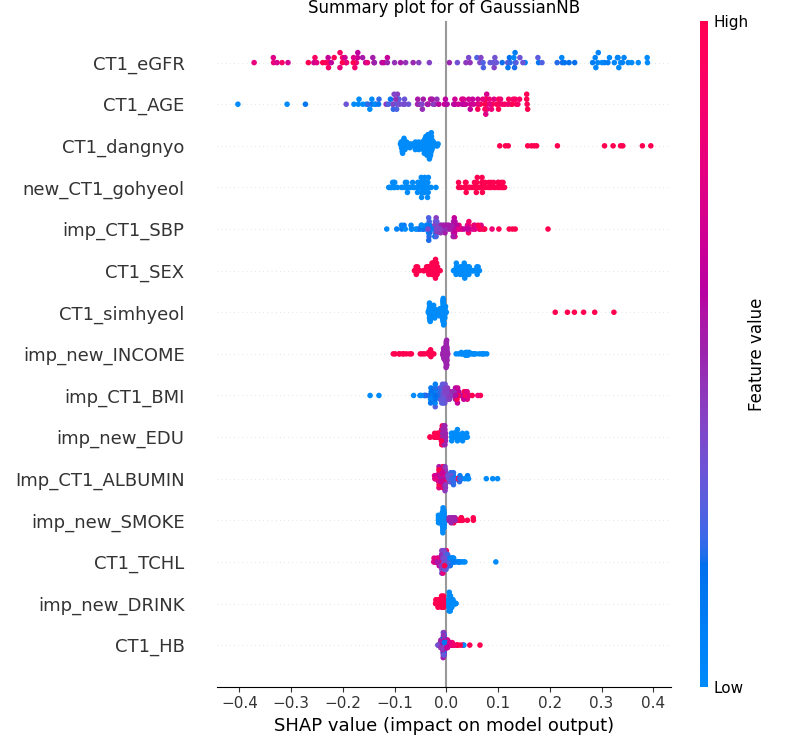 Summary plot for of GaussianNB
High
CT1_eGFR
CT1_AGE
CT1_dangnyo
new_CT1_gohyeol
imp_CT1_SBP
CT1_SEX
CT1_simhyeol
imp_new_INCOME
imp_CT1_BMI
imp_new_EDU
Imp_CT1_ALBUMIN
imp_new_SMOKE
CT1_TCHL
imp_new_DRINK
CT1_HB
Feature value
Low
−0.4 −0.3 −0.2 −0.1 0.0 0.1 0.2 0.3 0.4
SHAP value (impact on model output)